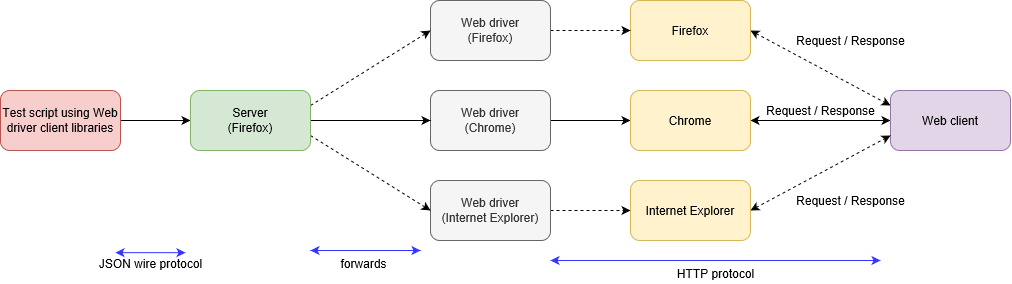 Web driver
(Firefox)
Firefox
Request / Response
Test script using Web
driver client libraries
Server
(Firefox)
Web driver
(Chrome)
Chrome
Request / Response
Web client
Web driver
(Internet Explorer)
Internet Explorer
Request / Response
JSON wire protocol
forwards
HTTP protocol